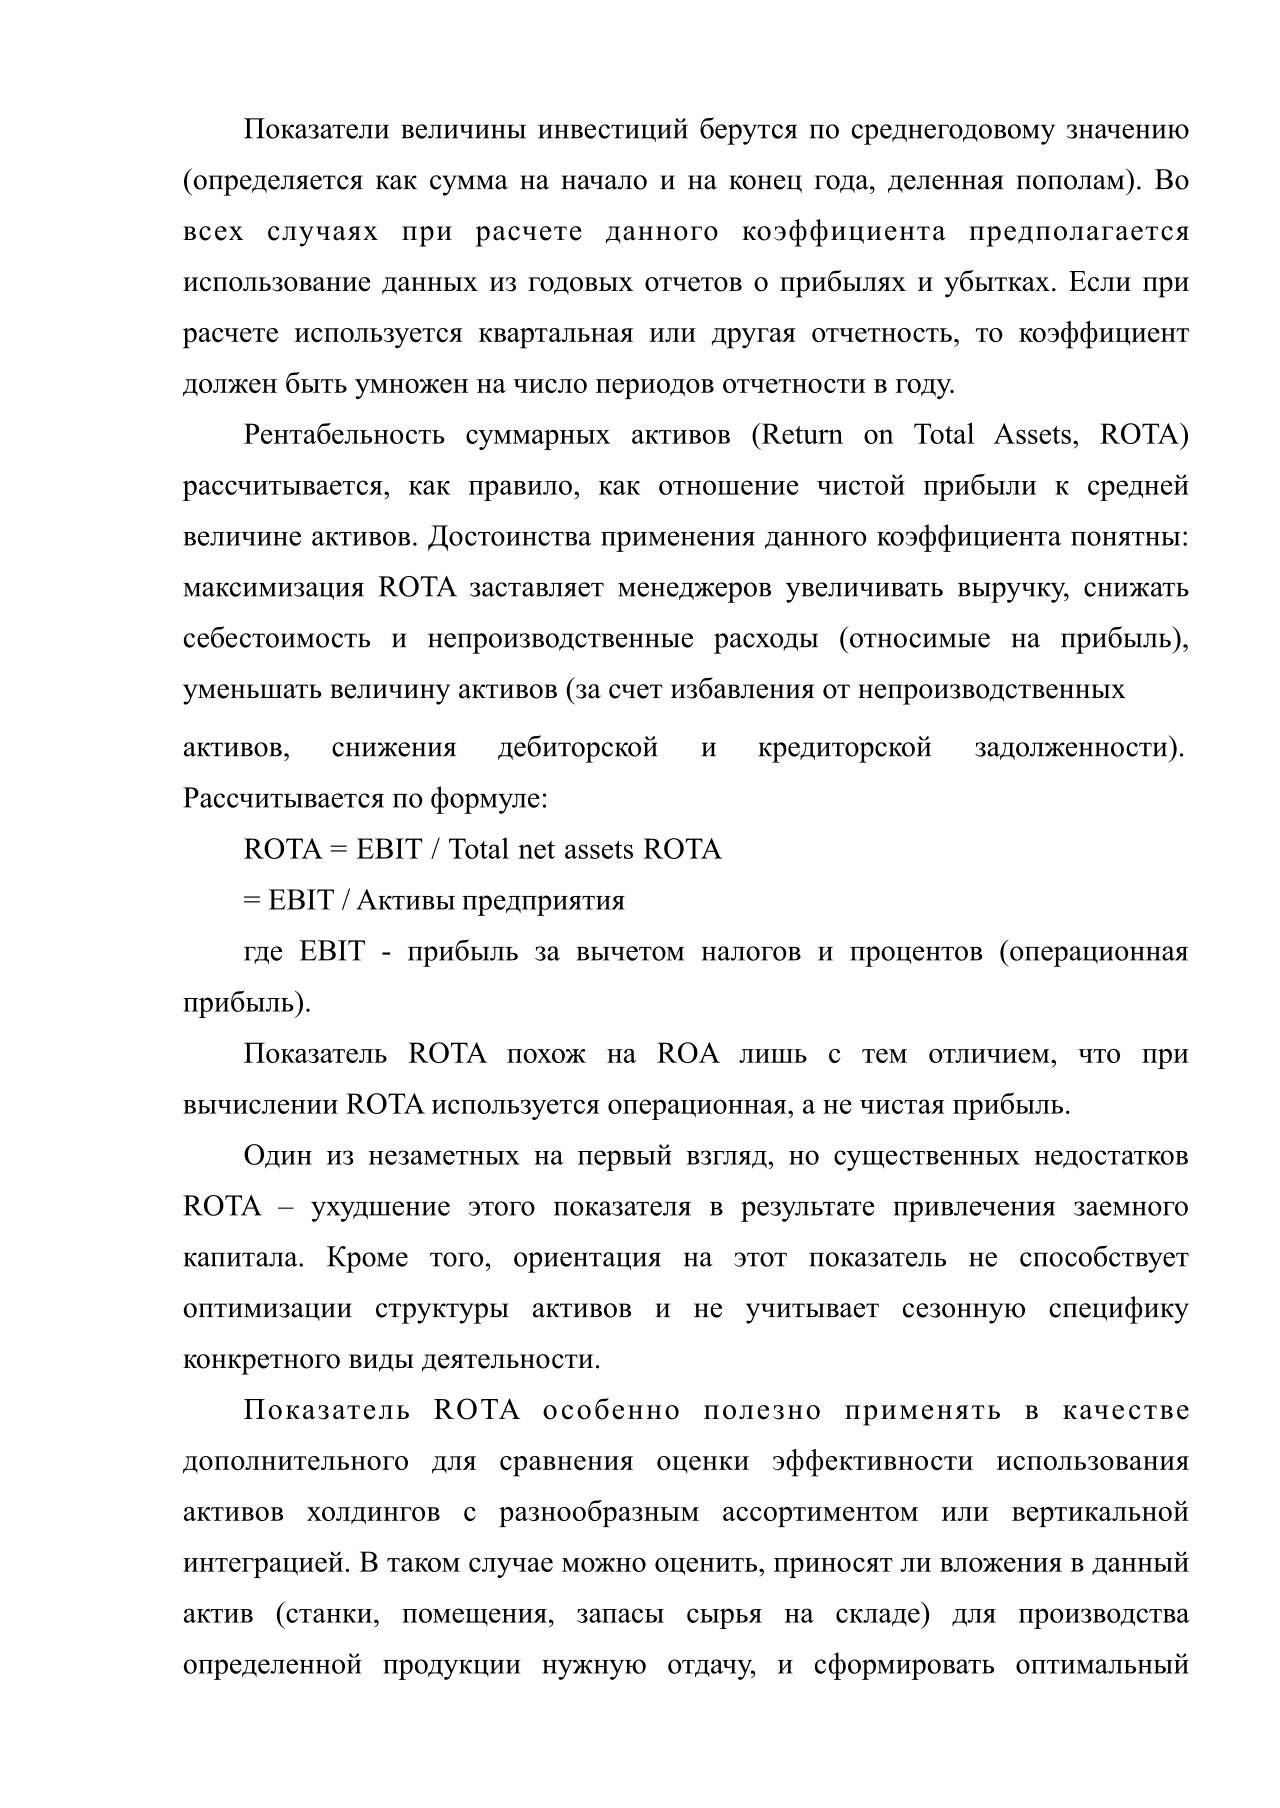 Показатели величины инвестиций берутся по среднегодовому значению
(определяется как сумма на начало и на конец года, деленная пополам). Во
всех случаях при расчете данного коэффициента предполагается
использование данных из годовых отчетов о прибылях и убытках. Если при
расчете используется квартальная или другая отчетность, то коэффициент
должен быть умножен на число периодов отчетности в году.
Рентабельность суммарных активов (Return on Total Assets, ROTA)
рассчитывается, как правило, как отношение чистой прибыли к средней
величине активов. Достоинства применения данного коэффициента понятны:
максимизация ROTA заставляет менеджеров увеличивать выручку, снижать
себестоимость и непроизводственные расходы (относимые на прибыль),
уменьшать величину активов (за счет избавления от непроизводственных
активов, снижения дебиторской и кредиторской задолженности).
Рассчитывается по формуле:
ROTA = EBIT / Total net assets ROTA
= EBIT / Активы предприятия
где EBIT - прибыль за вычетом налогов и процентов (операционная
прибыль).
Показатель ROTA похож на ROA лишь с тем отличием, что при
вычислении ROTA используется операционная, а не чистая прибыль.
Один из незаметных на первый взгляд, но существенных недостатков
ROTA – ухудшение этого показателя в результате привлечения заемного
капитала. Кроме того, ориентация на этот показатель не способствует
оптимизации структуры активов и не учитывает сезонную специфику
конкретного виды деятельности.
Показатель ROTA особенно полезно применять в качестве
дополнительного для сравнения оценки эффективности использования
активов холдингов с разнообразным ассортиментом или вертикальной
интеграцией. В таком случае можно оценить, приносят ли вложения в данный
актив (станки, помещения, запасы сырья на складе) для производства
определенной продукции нужную отдачу, и сформировать оптимальный